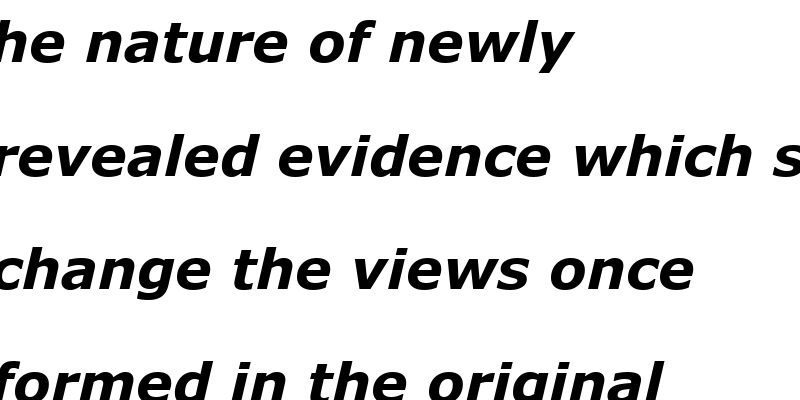 he nature of newly
revealed evidence which s
change the views once
formed in the original